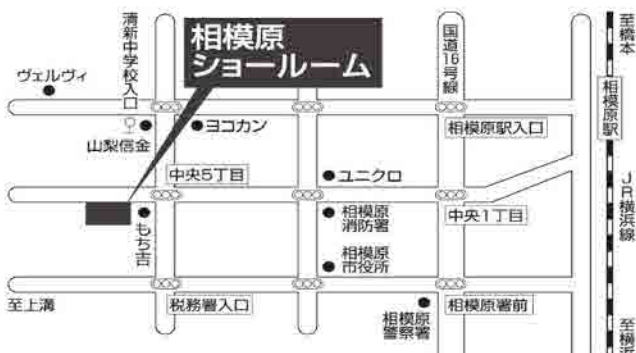 清新中学校入口
相模原
ショールーム
国道16号線
至橋本
ヴェルヴィ
相模原駅
山梨信金
ヨコカン
相模原駅入口
中央5丁目
ユニクロ
JR横浜線
もち吉
相模原
消防署
中央1丁目
相模原
市役所
至上溝
税務署入口
相模原
警察署
相模原署前
至横浜